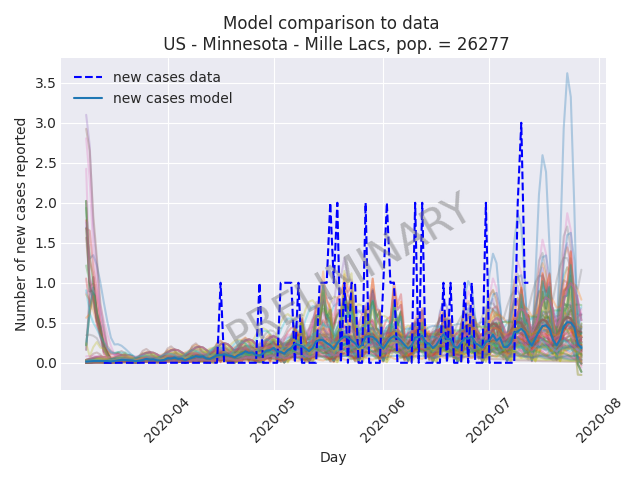 Model comparison to data
US - Minnesota - Mille Lacs, pop. = 26277
new cases data
new cases model
Number of new cases reported
3.5
3.0
2.5
2.0
1.5
1.0
0.5
0.0
PRELIMINARY
2020-04
2020-05
2020-06
2020-07
2020-08
Day